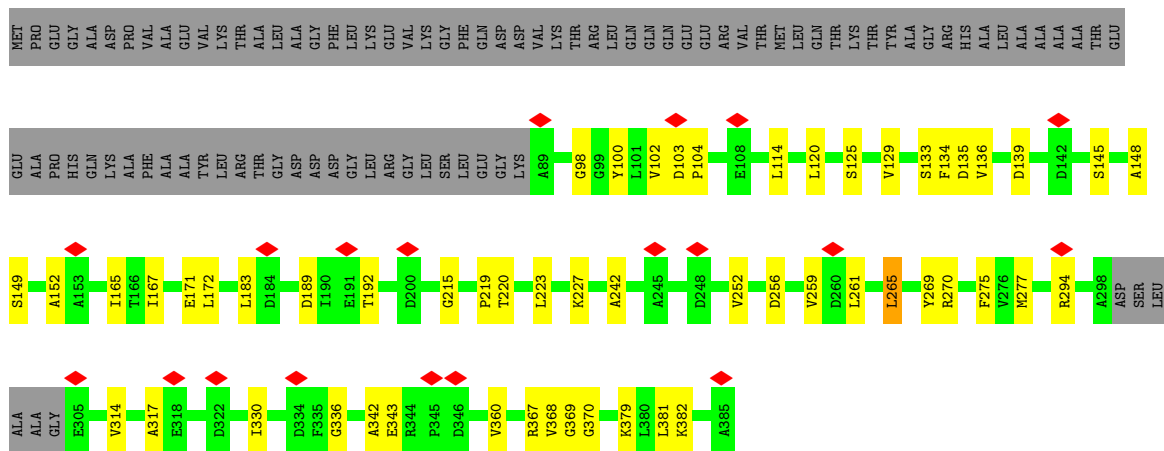 MET PRO GLU GLY ALA ASP PRO VAL ALA GLU VAL LYS THR ALA LEU ALA GLY PHE LEU LYS GLU VAL LYS GLY PHE GLN ASP ASP VAL LYS THR ARG LEU GLN GLN GLN GLU GLU ARG VAL THR MET LEU GLN THR LYS THR TYR ALA GLY ARG HIS ALA LEU ALA ALA ALA ALA THR GLU
GLU ALA PRO HIS GLN LYS ALA PHE ALA ALA TYR LEU ARG THR GLY ASP ASP ASP GLY LEU ARG GLY LEU SER LEU GLU GLY LYS A89 G98 G99 Y100 L101 V102 D103 P104 E108 L114 L120 S125 V129 S133 F134 D135 V136 D139 D142 S145 A148
S149 A152 A153 I165 T166 I167 E171 L172 L183 D184 D189 I190 E191 T192 D200 G215 P219 T220 L223 K227 A242 A245 D248 V252 D256 V259 D260 L261 L265 Y269 R270 F275 V276 M277 R294 A298 ASP SER LEU
ALA ALA GLY E305 V314 A317 E318 D322 I330 D334 F335 G336 A342 E343 R344 P345 D346 V360 R367 V368 G369 G370 K379 L380 L381 K382 A385